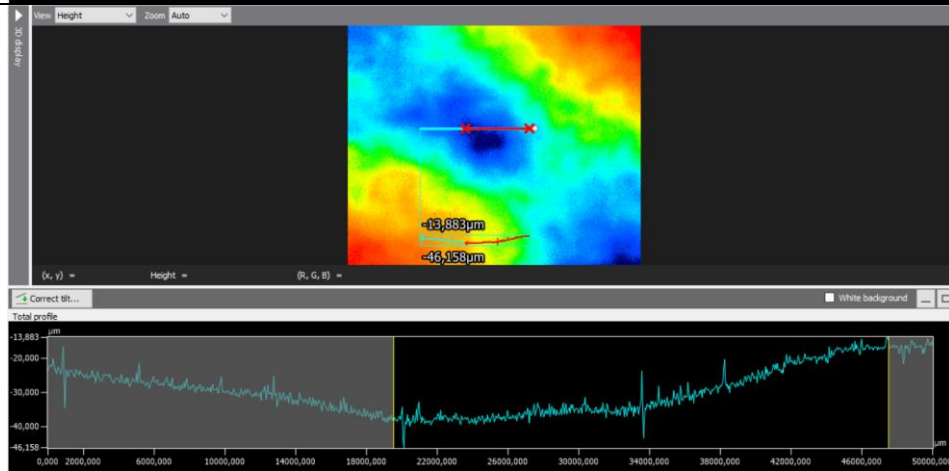 View Height Zoom Auto
3D display
-13,883µm
-46,158µm
(x, y) = Height = (R, G, B) =
Correct tilt... White background
Total profile
µm
-13,883
-20,000
-30,000
-40,000
-46,158
µm
0,000 2000,000 6000,000 10000,000 14000,000 18000,000 22000,000 26000,000 30000,000 34000,000 38000,000 42000,000 46000,000 50000,000